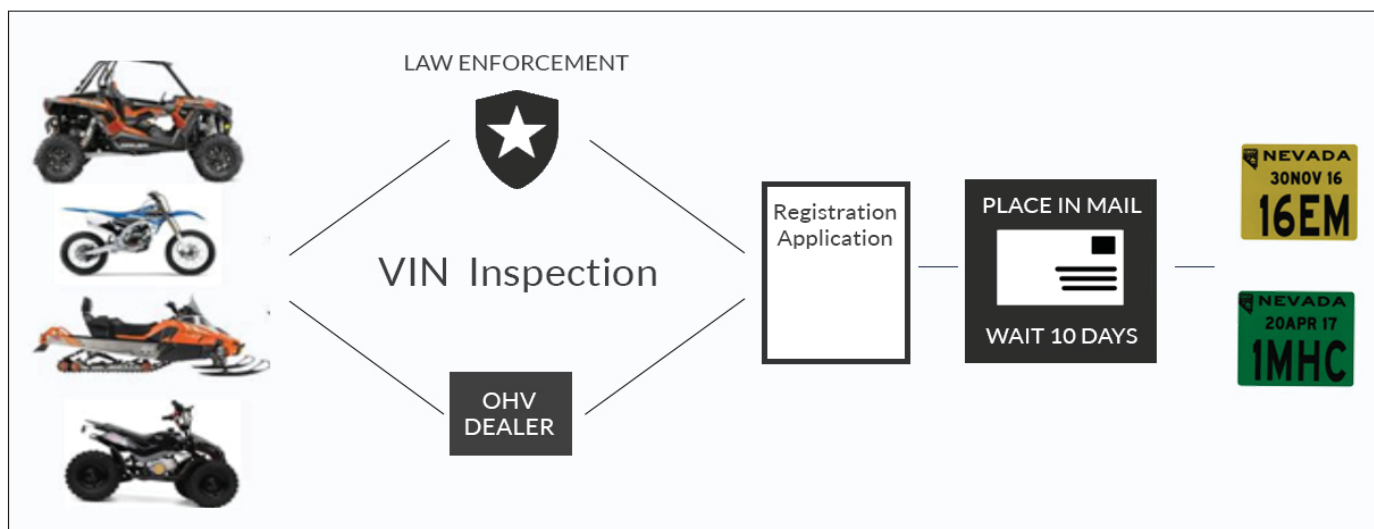 LAW ENFORCEMENT
VIN Inspection
OHV
DEALER
Registration
Application
PLACE IN MAIL
WAIT 10 DAYS
NEVADA
30NOV 16
16EM
NEVADA
20APR 17
1MHC